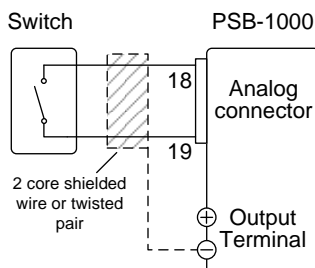 Switch
PSB-1000
18
Analog
connector
19
2 core shielded
wire or twisted
pair
Output
Terminal